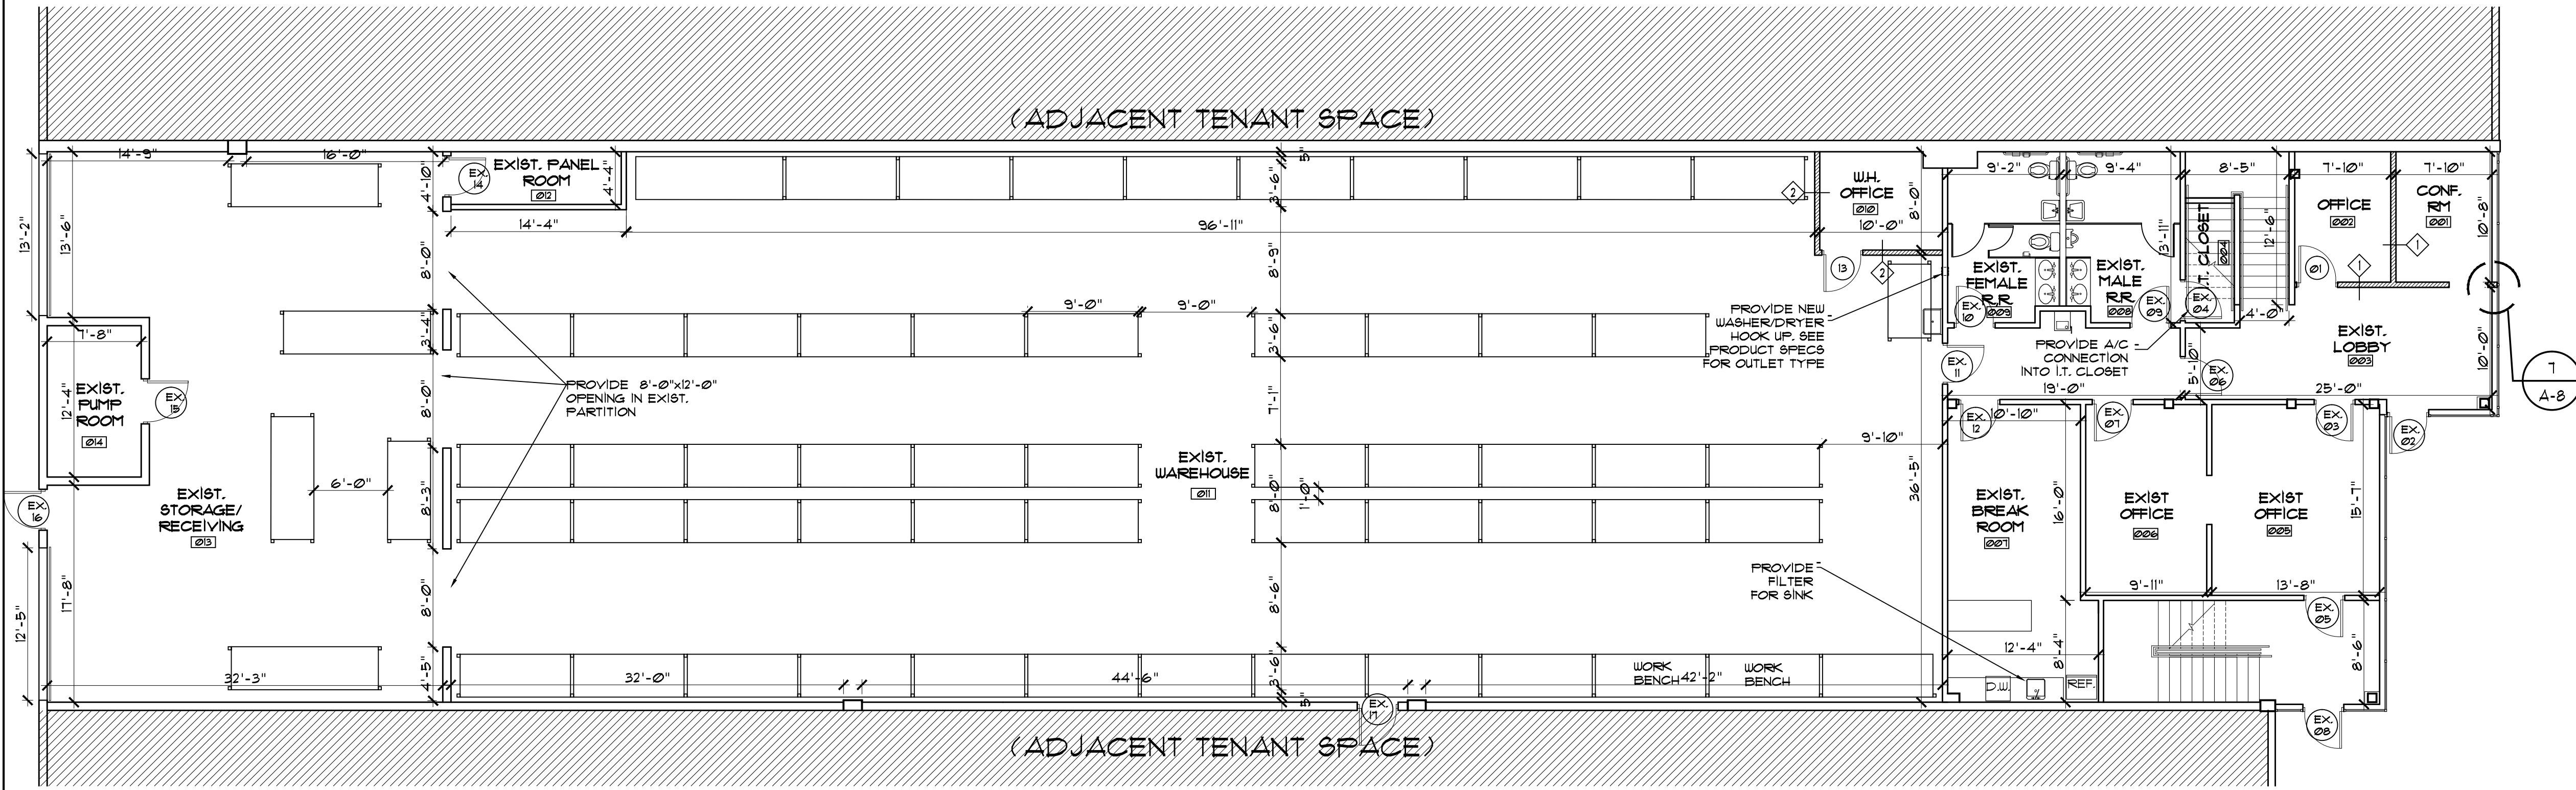 (ADJACENT TENANT SPACE)
14'-9"
16'-0"
13'-2"
13'-6"
4'-10"
EX.
14
EXIST. PANEL
ROOM
012
4'-4"
14'-4"
96'-11"
5"
3'-6"
8'-9"
2
W.H.
OFFICE
010
8'-0"
10'-0"
13
2
9'-2"
9'-4"
8'-5"
7'-10"
7'-10"
13'-11"
12'-6"
10'-8"
I.T. CLOSET
004
OFFICE
002
CONF.
RM
001
1
1
01
EXIST.
FEMALE
R.R.
009
EXIST.
MALE
R.R.
008
EX.
10
EX.
09
EX.
04
4'-0"
EXIST.
LOBBY
003
10'-0"
7
A-8
8'-0"
3'-4"
8'-0"
9'-0"
9'-0"
3'-6"
7'-11"
PROVIDE NEW
WASHER/DRYER
HOOK UP. SEE
PRODUCT SPECS
FOR OUTLET TYPE
PROVIDE A/C
CONNECTION
INTO I.T. CLOSET
EX.
11
19'-0"
5'-10"
EX.
06
25'-0"
7'-8"
12'-4"
EXIST.
PUMP
ROOM
014
EX.
15
PROVIDE 8'-0"x12'-0"
OPENING IN EXIST.
PARTITION
10'-10"
EX.
12
EX.
07
EX.
03
EX.
02
9'-10"
36'-5"
EX.
16
EXIST.
STORAGE/
RECEIVING
013
6'-0"
8'-3"
EXIST.
WAREHOUSE
011
8'-0"
1'-0"
EXIST.
BREAK
ROOM
007
16'-0"
EXIST
OFFICE
006
EXIST
OFFICE
005
15'-7"
12'-5"
17'-8"
8'-0"
8'-6"
PROVIDE
FILTER
FOR SINK
9'-11"
13'-8"
EX.
05
8'-6"
12'-4"
8'-4"
32'-3"
4'-5"
32'-0"
44'-6"
3'-6"
5"
WORK
BENCH
42'-2"
WORK
BENCH
D.W.
REF.
EX.
17
EX.
08
(ADJACENT TENANT SPACE)